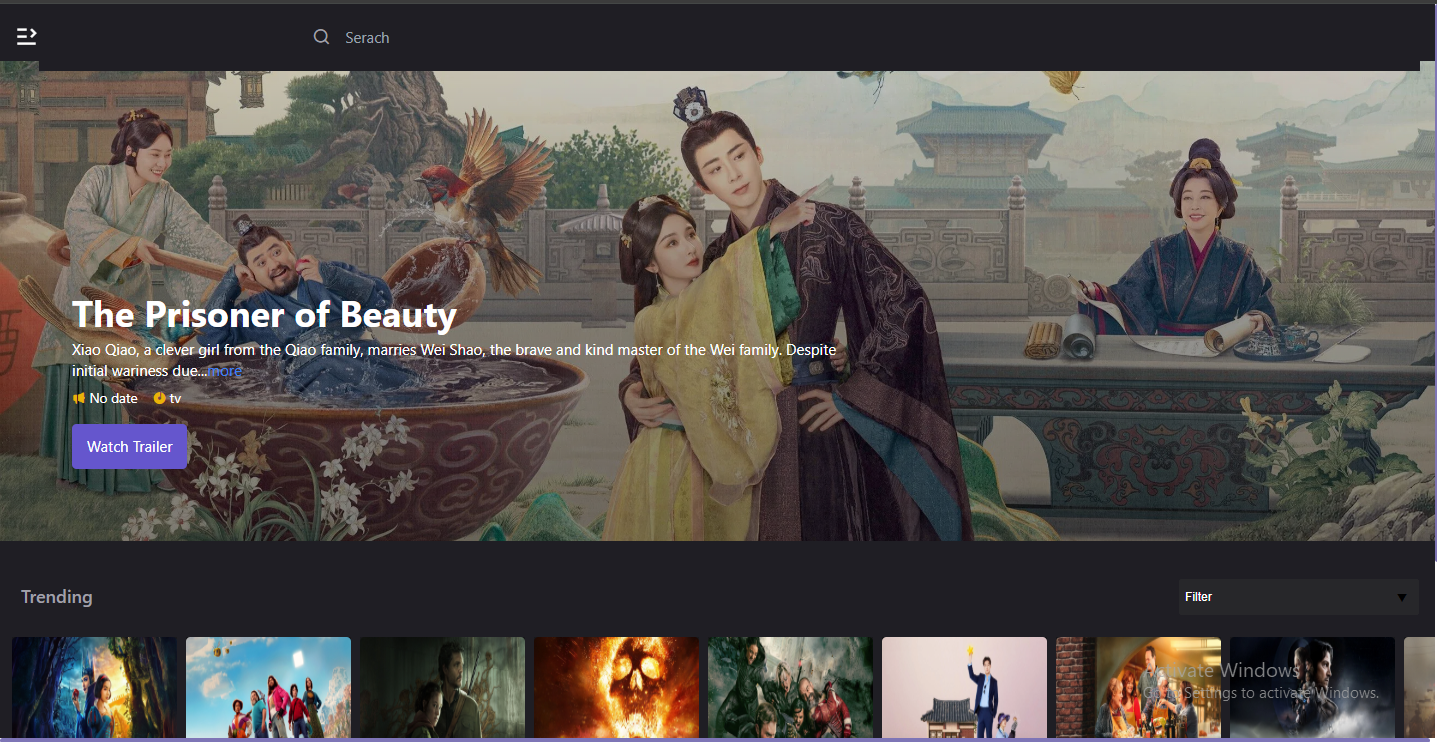 Serach
The Prisoner of Beauty
Xiao Qiao, a clever girl from the Qiao family, marries Wei Shao, the brave and kind master of the Wei family. Despite
initial wariness due...more
No date tv
Watch Trailer
Trending
Filter
Activate Windows
Go to Settings to activate Windows.